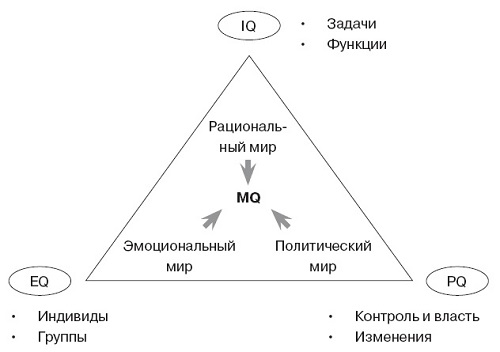 IQ
• Задачи
• Функции
Рациональ-
ный мир
MQ
Эмоциональный
мир
Политический
мир
EQ
PQ
• Индивиды
• Группы
• Контроль и власть
• Изменения